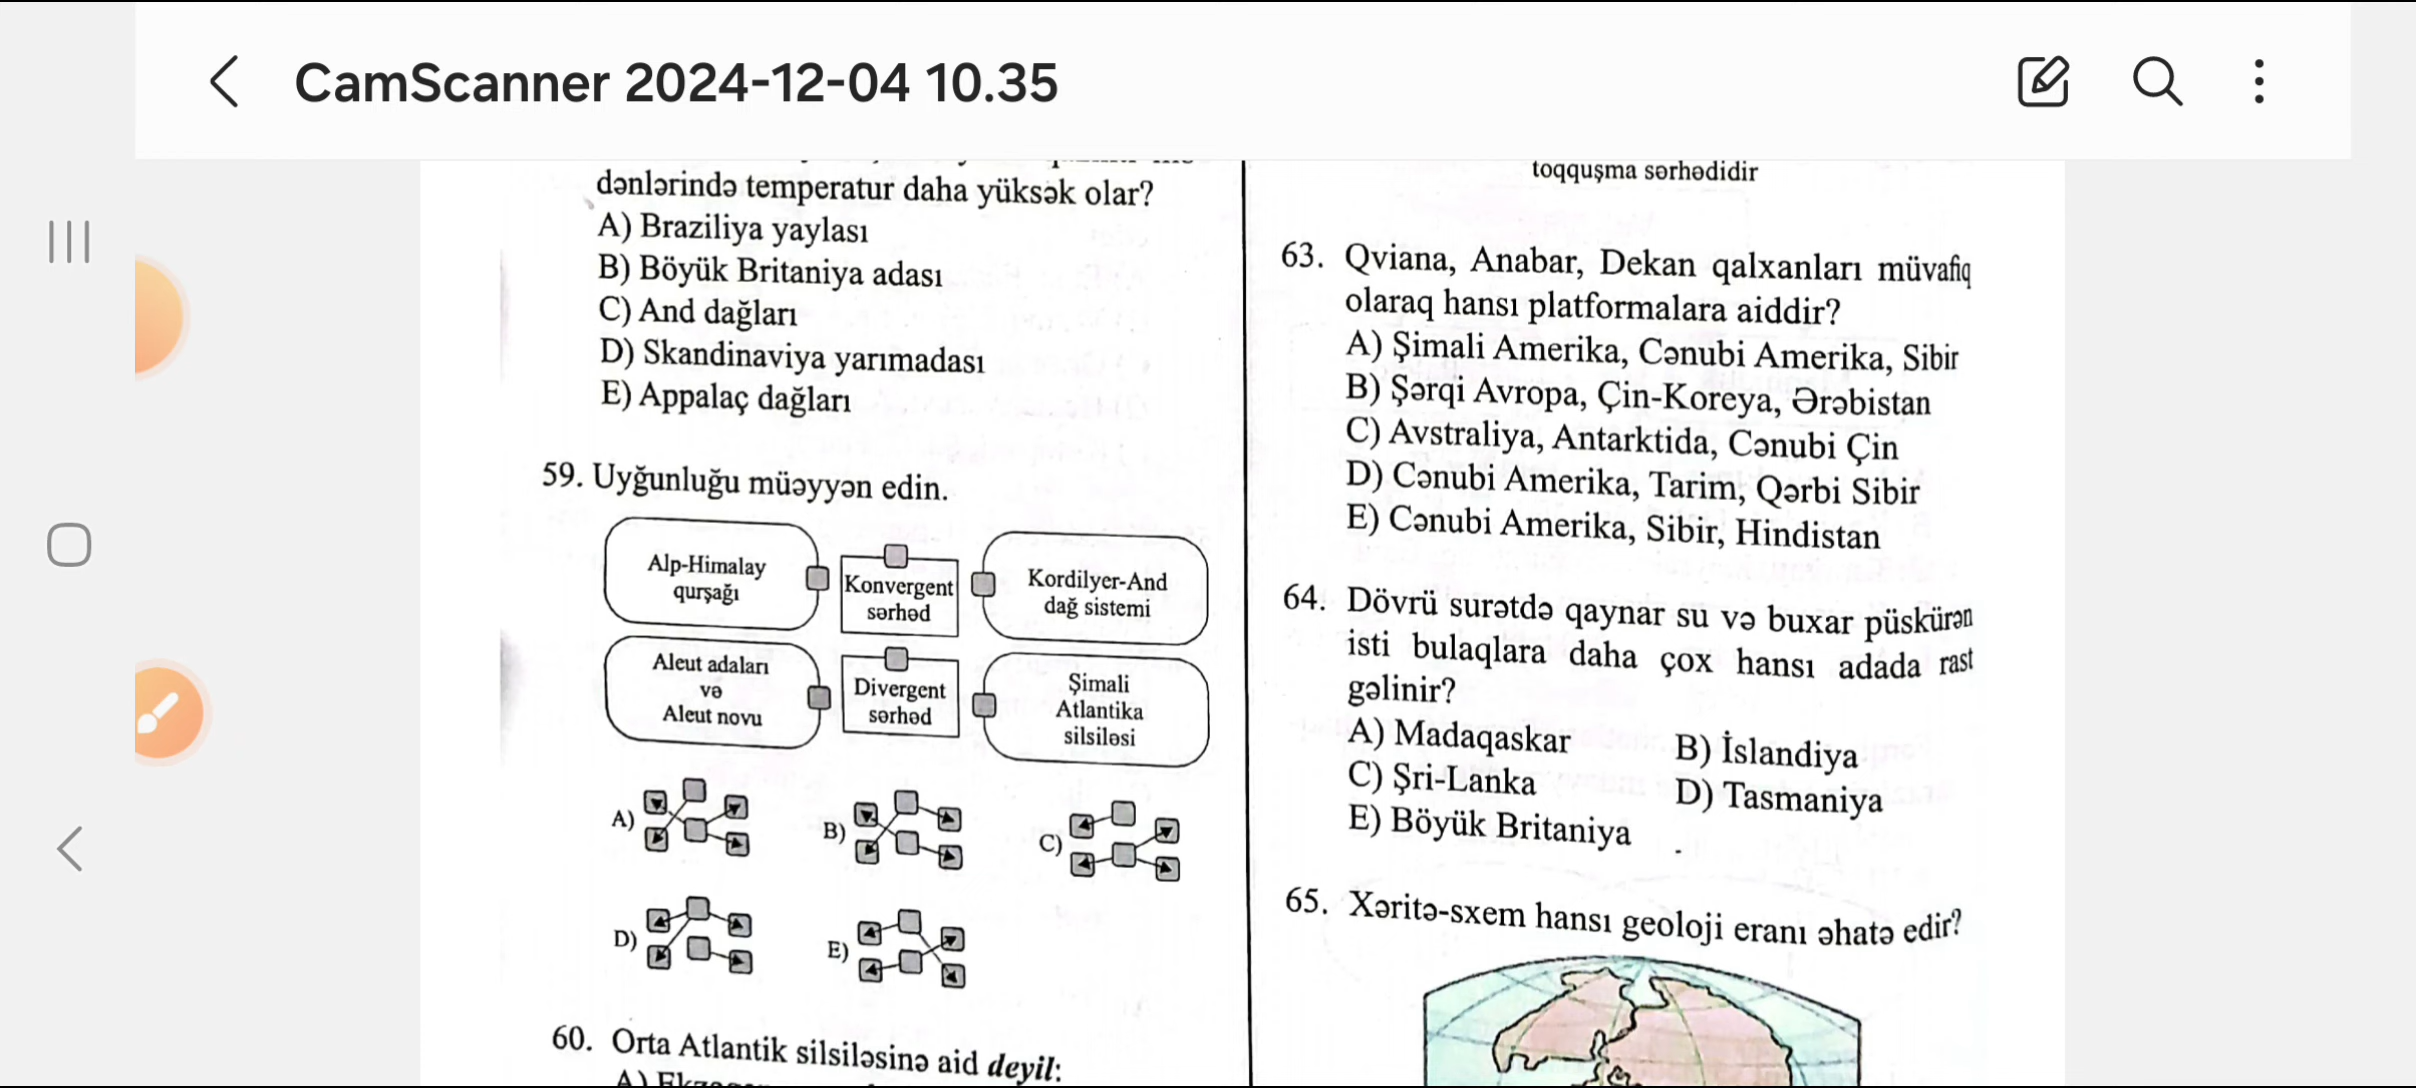 CamScanner 2024-12-04 10.35
dənlərində temperatur daha yüksək olar?
A) Braziliya yaylası
B) Böyük Britaniya adası
C) And dağları
D) Skandinaviya yarımadası
E) Appalaç dağları
59. Uyğunluğu müəyyən edin.
Alp-Himalay
qurşağı
Konvergent
sərhəd
Kordilyer-And
dağ sistemi
Aleut adaları
və
Aleut novu
Divergent
sərhəd
Şimali
Atlantika
silsiləsi
A)
B)
C)
D)
E)
60. Orta Atlantik silsiləsinə aid deyil:
A)
toqquşma sərhədidir
63. Qviana, Anabar, Dekan qalxanları müvafiq
olaraq hansı platformalara aiddir?
A) Şimali Amerika, Cənubi Amerika, Sibir
B) Şərqi Avropa, Çin-Koreya, Ərəbistan
C) Avstraliya, Antarktida, Cənubi Çin
D) Cənubi Amerika, Tarim, Qərbi Sibir
E) Cənubi Amerika, Sibir, Hindistan
64. Dövrü surətdə qaynar su və buxar püskürən
isti bulaqlara daha çox hansı adada rast
gəlinir?
A) Madaqaskar B) İslandiya
C) Şri-Lanka D) Tasmaniya
E) Böyük Britaniya
65. Xəritə-sxem hansı geoloji eranı əhatə edir?